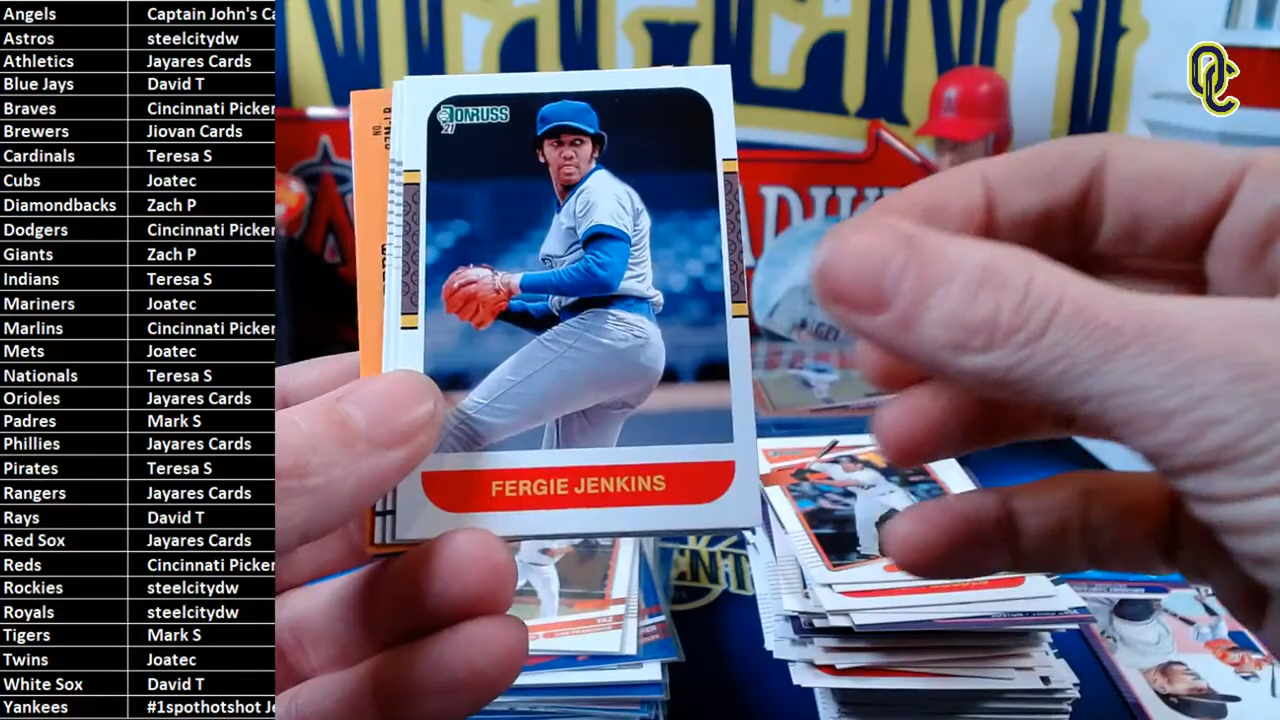 Angels Captain John's Ca
Astros steelcitydw
Athletics Jayares Cards
Blue Jays David T
Braves Cincinnati Picker
Brewers Jiovan Cards
Cardinals Teresa S
Cubs Joatec
Diamondbacks Zach P
Dodgers Cincinnati Picker
Giants Zach P
Indians Teresa S
Mariners Joatec
Marlins Cincinnati Picker
Mets Joatec
Nationals Teresa S
Orioles Jayares Cards
Padres Mark S
Phillies Jayares Cards
Pirates Teresa S
Rangers Jayares Cards
Rays David T
Red Sox Jayares Cards
Reds Cincinnati Picker
Rockies steelcitydw
Royals steelcitydw
Tigers Mark S
Twins Joatec
White Sox David T
Yankees #1spothotshot Je
OC
DONRUSS
21
FERGIE JENKINS
NO.
YAZ